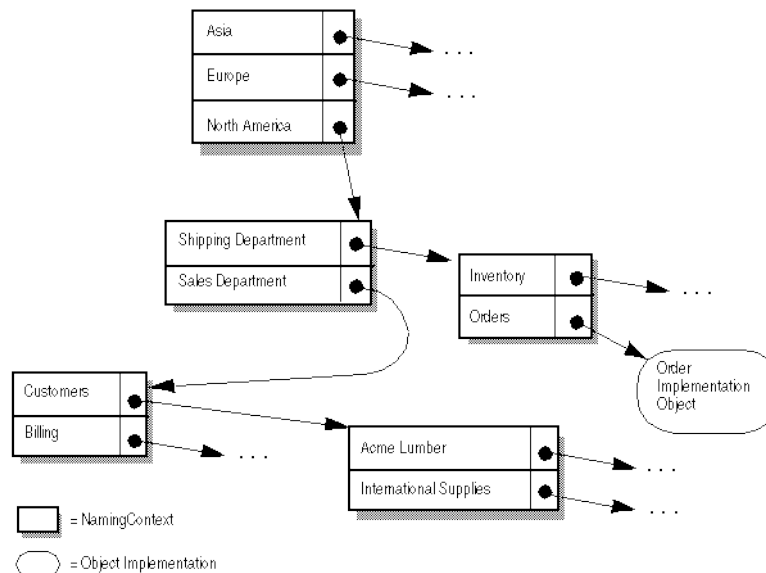 Asia
. . .
Europe
. . .
North America
Shipping Department
Sales Department
Inventory
. . .
Orders
Order
Implementation
Object
Customers
Billing
. . .
Acme Lumber
. . .
International Supplies
. . .
= NamingContext
= Object Implementation